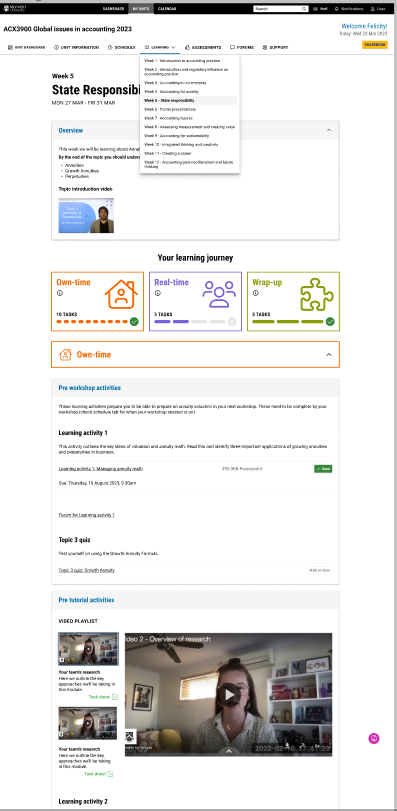 MONASH University
DASHBOARD
MY UNITS
CALENDAR
Search
Staff
Notifications
User
ACX3900 Global issues in accounting 2023
Welcome Felicity!
Today: Wed 23 Mar 2023
UNIT DASHBOARD
UNIT INFORMATION
SCHEDULE
LEARNING
ASSESSMENTS
FORUMS
SUPPORT
GRADEBOOK
Week 1 - Introduction to accounting practice
Week 2 - Introduction and regulatory influence on
accounting practice
Week 3 - Accounting in our everyday
Week 4 - Accounting for society
Week 5 - State responsibility
Week 6 - Poster presentations
Week 7 - Accounting futures
Week 8 - Assessing measurement and creating value
Week 9 - Accounting for sustainability
Week 10 - Integrated thinking and creativity
Week 11 - Creating a career
Week 12 - Accounting past neoliberalism and future
thinking
Week 5
State Responsibi
MON 27 MAR - FRI 31 MAR
Overview
This week we will be learning about Annui
By the end of the topic you should under
- Annuities
- Growth Annuities
- Perpetuities
Topic introduction video
Your learning journey
Own-time
10 TASKS
Real-time
5 TASKS
Wrap-up
3 TASKS
Own-time
Pre workshop activities
These learning activities prepare you to be able to prepare an annuity valuation in your next workshop. These need to be complete by your
workshop (check schedule tab for when your workshop session is on)
Learning activity 1
This activity outlines the key ideas of valuation and annuity math. Read this and identify three important applications of growing annuities
and perpetuities in business.
Learning activity 1: Managing annuity math
395.3KB Powerpoint
Done
Due: Thursday, 10 August 2023, 9:30am
Forum for Learning activity 1
Topic 3 quiz
Test yourself on using the Growth Annuity Formula
Topic 3 quiz: Growth Annuity
Mark as done
Pre tutorial activities
VIDEO PLAYLIST
Your team's research
Here we outline the key
approaches we'll be taking in
this module
Task done!
Your team's research
Here we outline the key
approaches we'll be taking in
this module
Task done!
eo 2 - Overview of research
2022-02-10 17:41:29
Learning activity 2